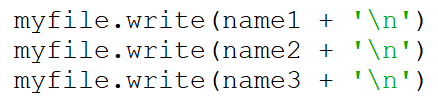 myfile.write(name1 + '\n')
myfile.write(name2 + '\n')
myfile.write(name3 + '\n')